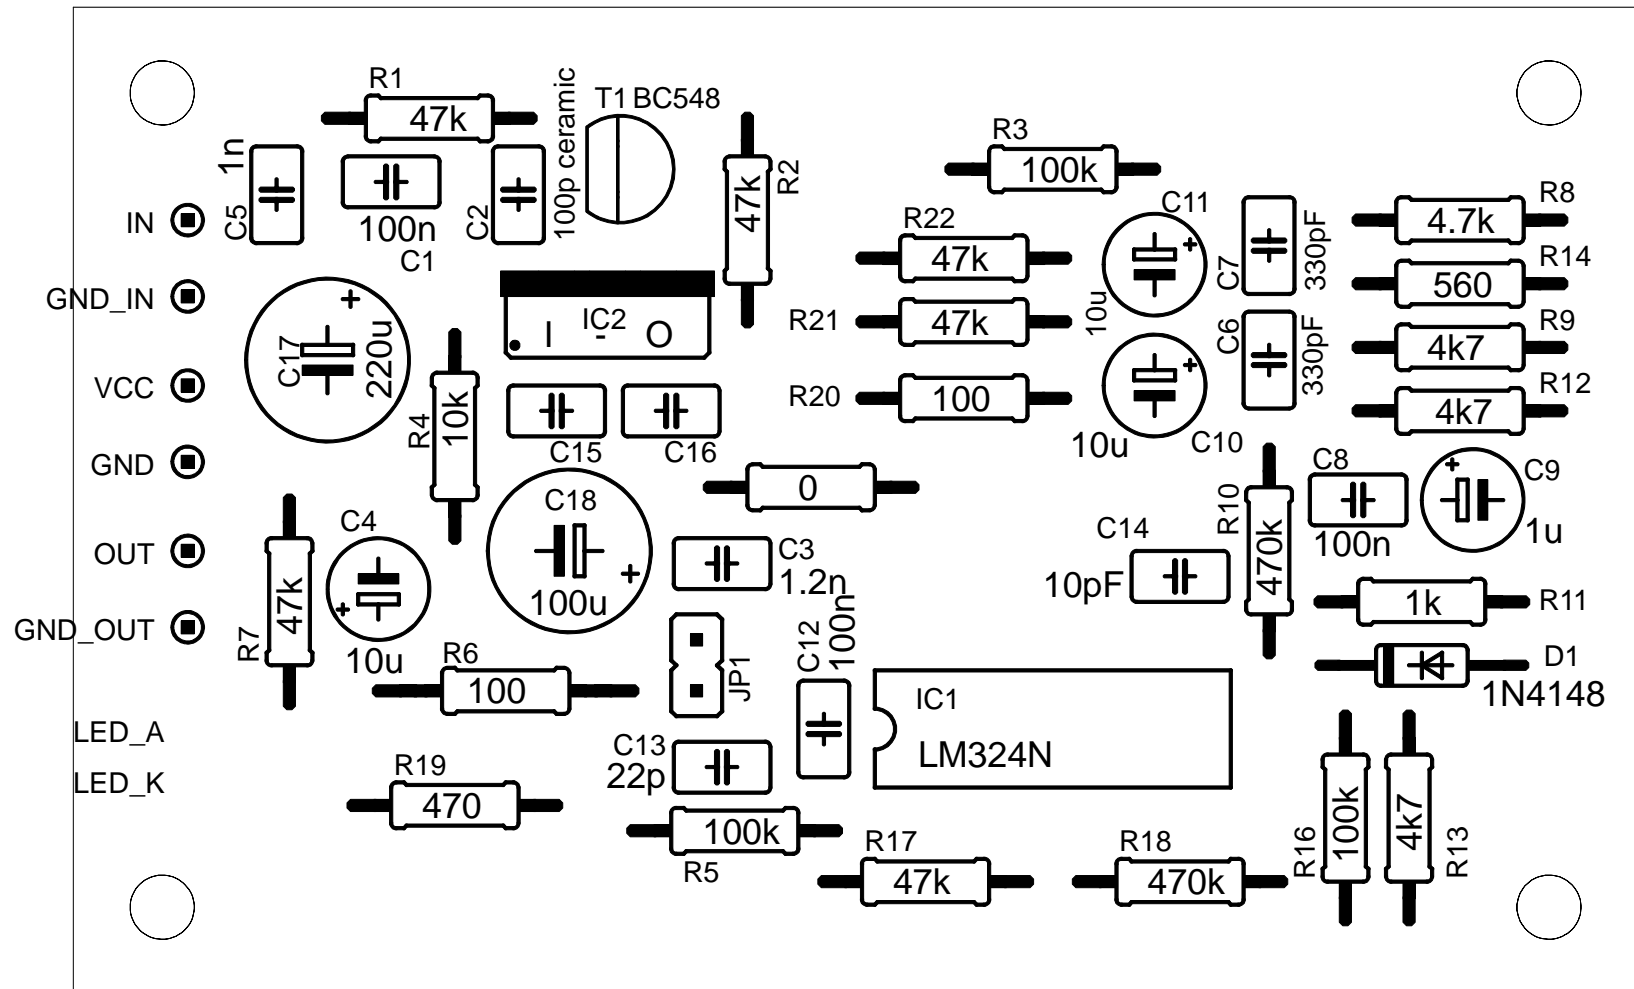 R1
47k
1n
C5
100n
C1
C2
100p ceramic
T1 BC548
47k
R2
R3
100k
C11
10u
R22
47k
R21
47k
R20
100
C7
330pF
C6
330pF
10u
C10
R8
4.7k
R14
560
R9
4k7
R12
4k7
IN
GND_IN
VCC
GND
OUT
GND_OUT
LED_A
LED_K
C17
220u
+
IC2
I
-
O
R4
10k
C15
C16
0
C18
100u
+
C4
10u
+
R7
47k
C3
1.2n
R6
100
JP1
C12
100n
C13
22p
R19
470
100k
R5
IC1
LM324N
C14
10pF
R10
470k
C8
100n
C9
1u
+
1k
R11
D1
1N4148
R17
47k
R18
470k
R16
100k
4k7
R13
+
+